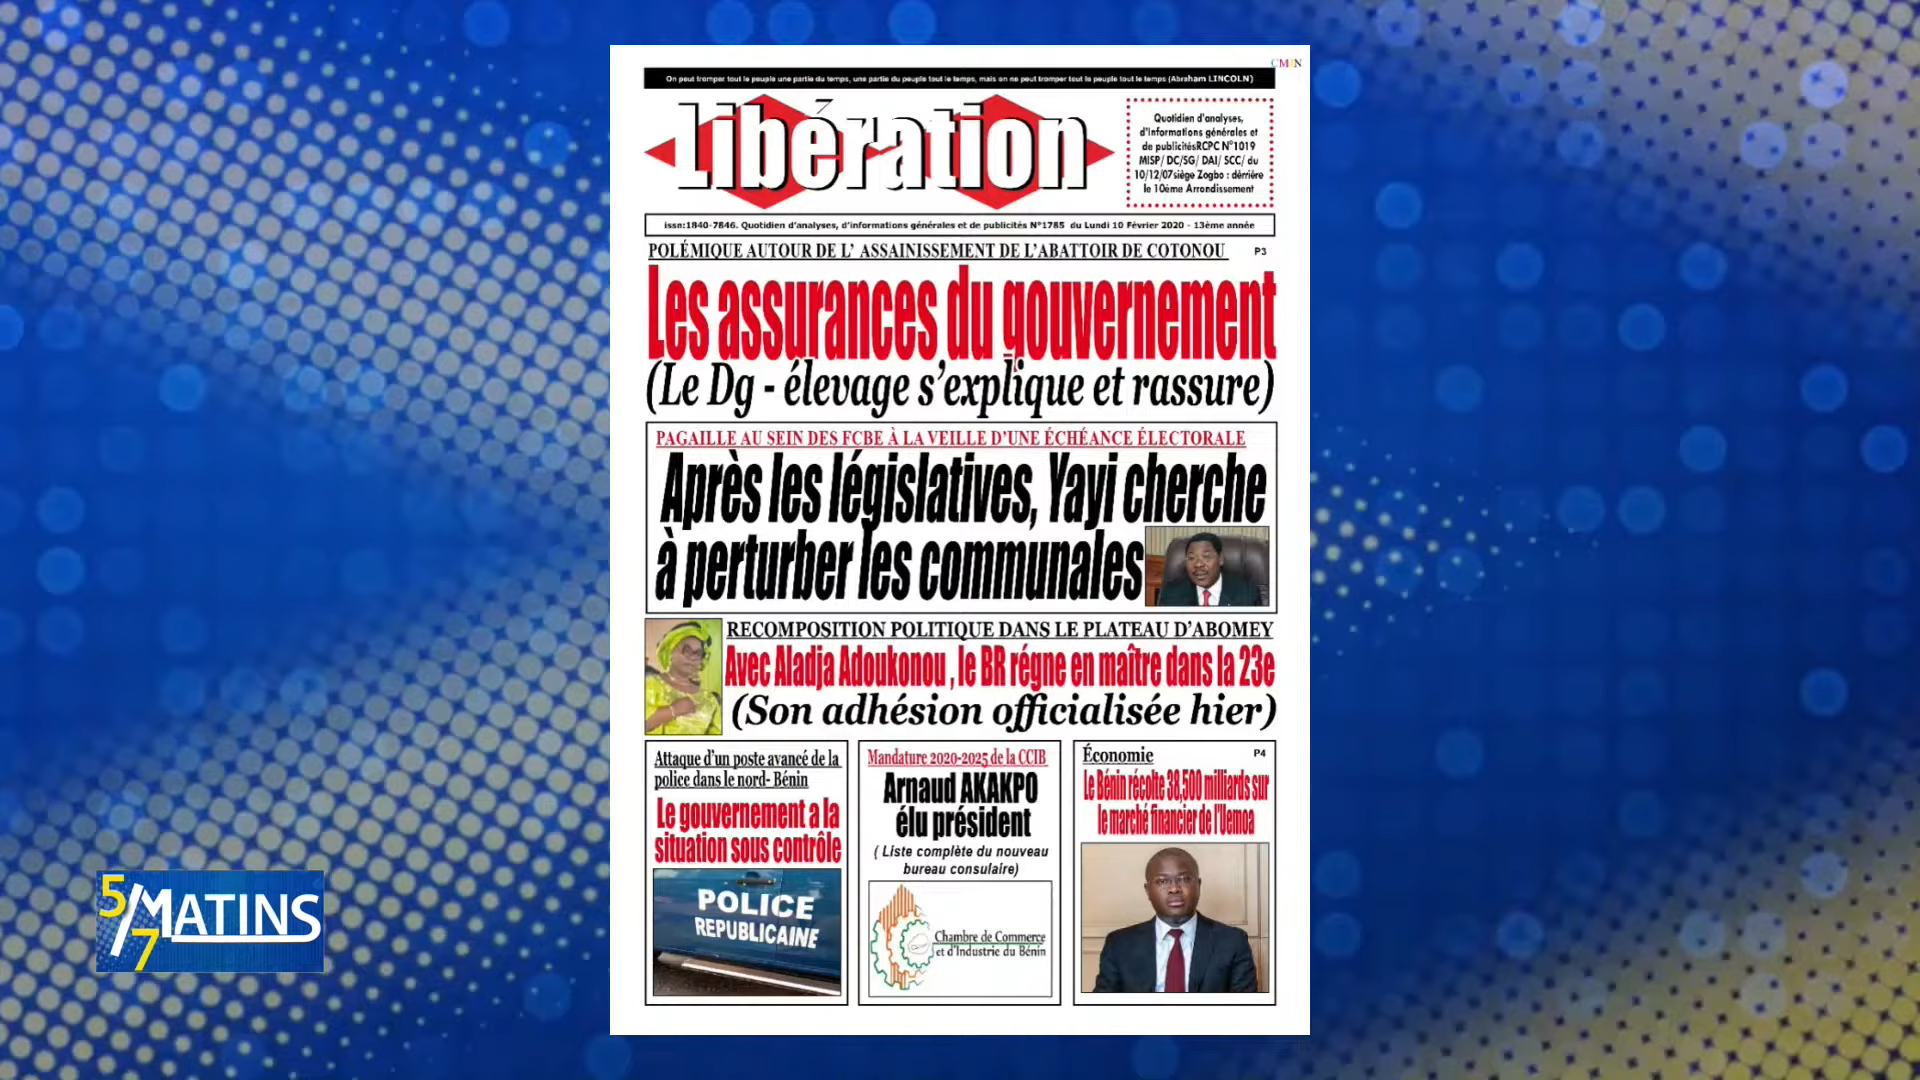 CMJN
On peut tromper tout le peuple une partie du temps, une partie du peuple tout le temps, mais on ne peut tromper tout le peuple tout le temps (Abraham LINCOLN)
Libération
Quotidien d'analyses,
d'informations générales et
de publicitésRCPC N°1019
MISP/ DC/SG/ DAI/ SCC/ du
10/12/07siège Zogbo : dérrière
le 10ème Arrondissement
issn:1840-7846. Quotidien d'analyses, d'informations générales et de publicités N°1785 du Lundi 10 Février 2020 - 13ème année
POLÉMIQUE AUTOUR DE L' ASSAINISSEMENT DE L'ABATTOIR DE COTONOU P3
Les assurances du gouvernement
(Le Dg - élevage s'explique et rassure)
PAGAILLE AU SEIN DES FCBE À LA VEILLE D'UNE ÉCHÉANCE ÉLECTORALE
Après les législatives, Yayi cherche
à perturber les communales
RECOMPOSITION POLITIQUE DANS LE PLATEAU D'ABOMEY
Avec Aladja Adoukonou , le BR régne en maître dans la 23e
(Son adhésion officialisée hier)
Attaque d'un poste avancé de la
police dans le nord- Bénin
Le gouvernement a la
situation sous contrôle
POLICE
REPUBLICAINE
Mandature 2020-2025 de la CCIB
Arnaud AKAKPO
élu président
( Liste complète du nouveau
bureau consulaire)
Chambre de Commerce
et d'Industrie du Bénin
Économie P4
Le Bénin récolte 38,500 milliards sur
le marché financier de l'Uemoa
5/7 MATINS